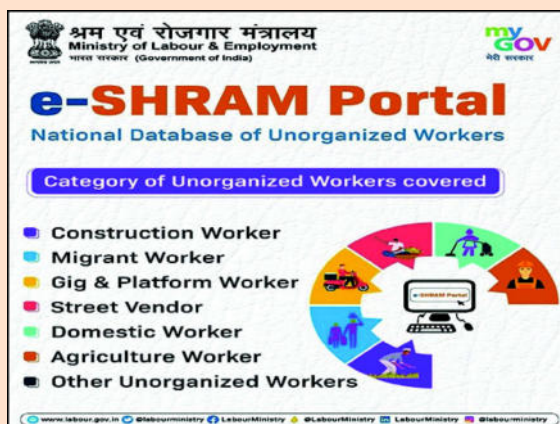 श्रम एवं रोजगार मंत्रालय
Ministry of Labour & Employment
भारत सरकार (Government of India)
my
GOV
मेरी सरकार
e-SHRAM Portal
National Database of Unorganized Workers
Category of Unorganized Workers covered
Construction Worker
Migrant Worker
Gig & Platform Worker
Street Vendor
Domestic Worker
Agriculture Worker
Other Unorganized Workers
e-SHRAM Portal
www.labour.gov.in @labourministry LabourMinistry @LabourMinistry LabourMinistry @labourministry